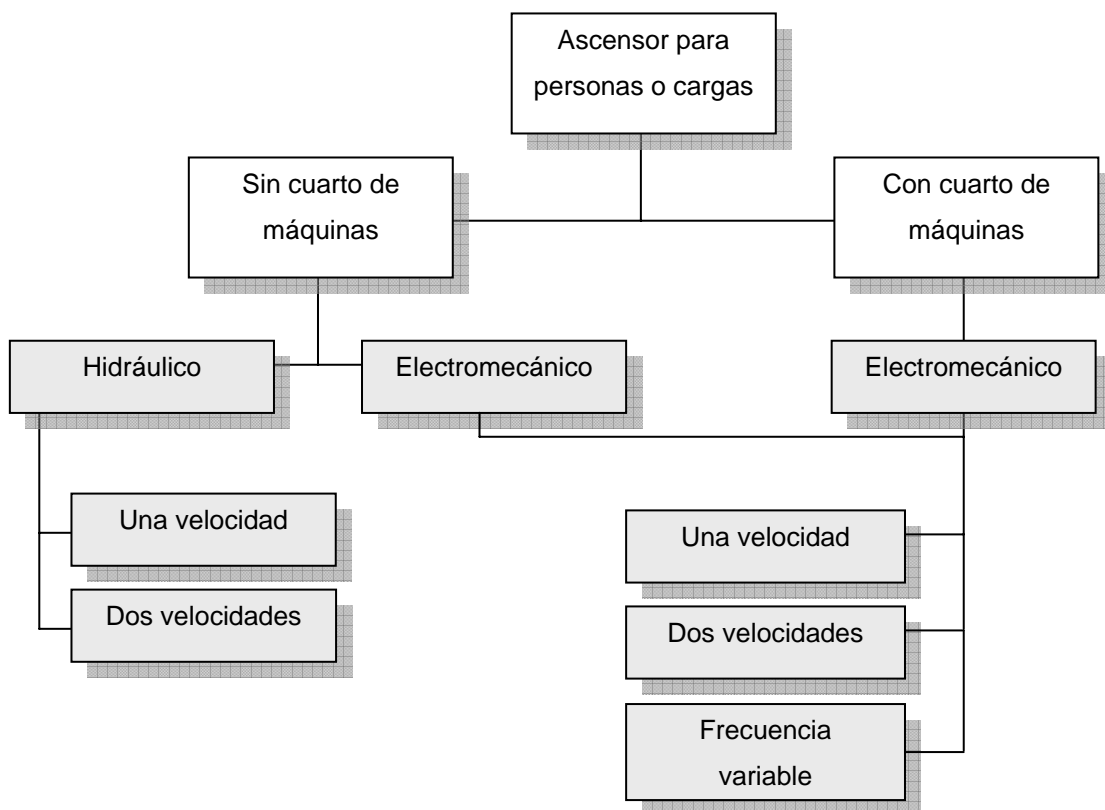 Ascensor para
personas o cargas
Sin cuarto de
máquinas
Con cuarto de
máquinas
Hidráulico
Electromecánico
Electromecánico
Una velocidad
Dos velocidades
Una velocidad
Dos velocidades
Frecuencia
variable